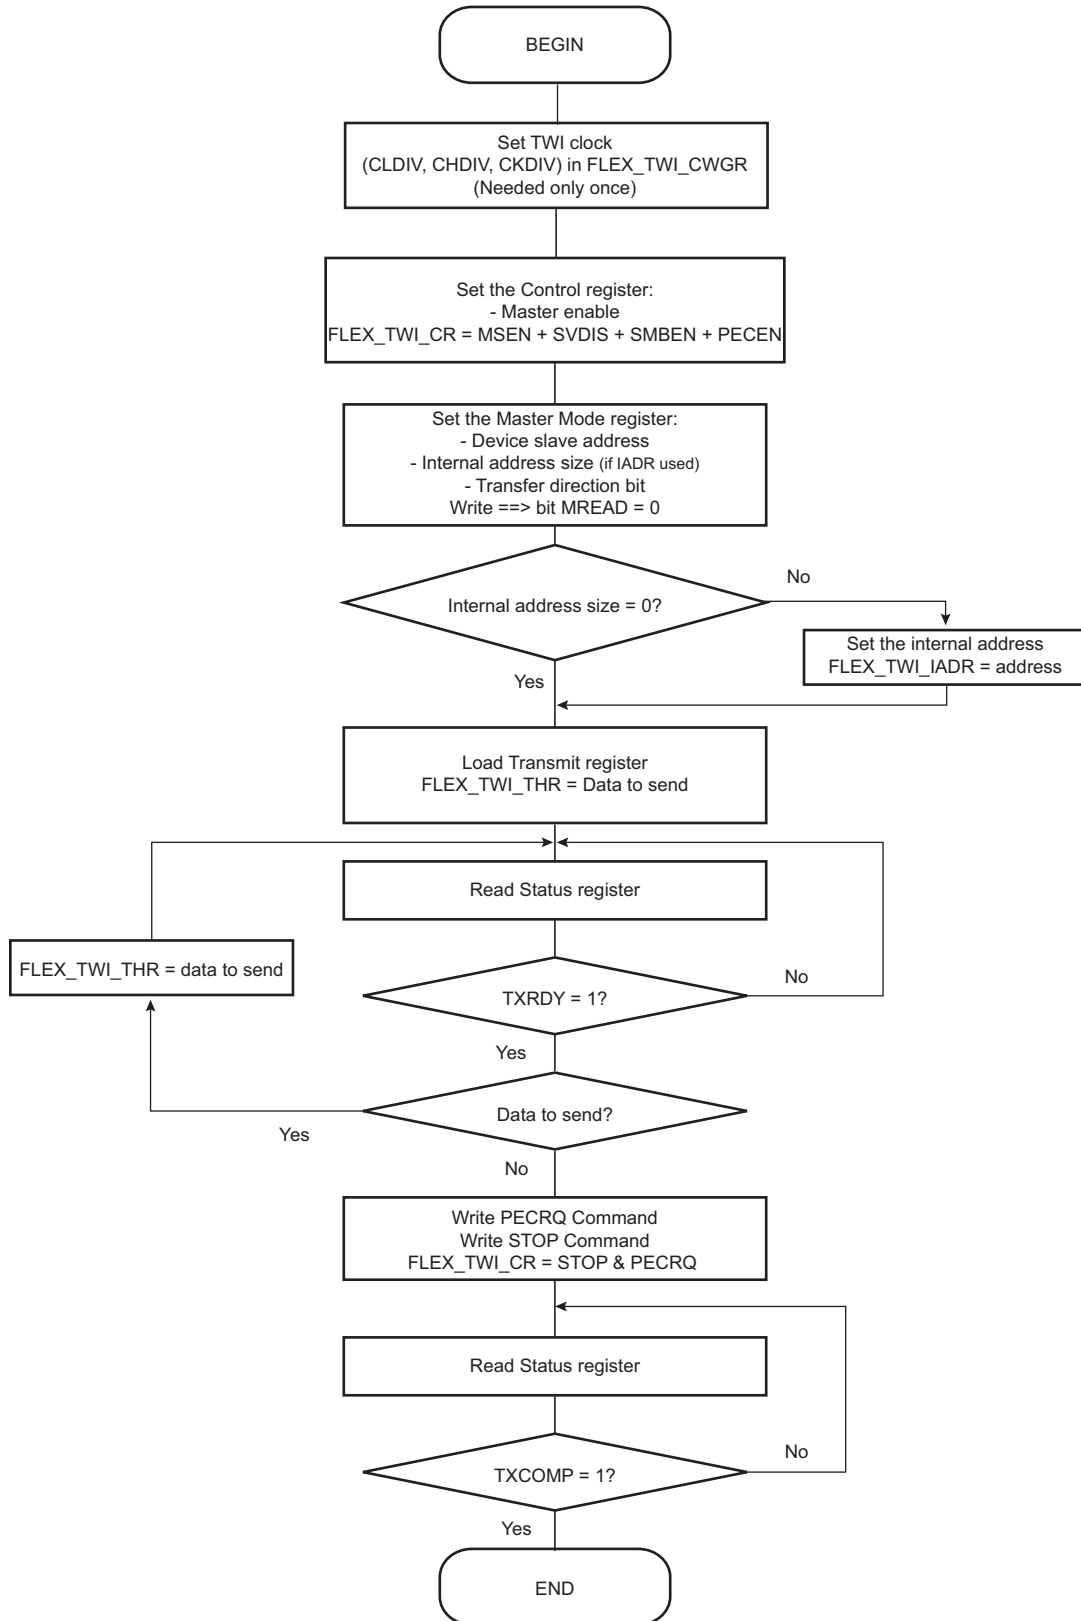 BEGIN
Set TWI clock
(CLDIV, CHDIV, CKDIV) in FLEX_TWI_CWGR
(Needed only once)
Set the Control register:
- Master enable
FLEX_TWI_CR = MSEN + SVDIS + SMBEN + PECEN
Set the Master Mode register:
- Device slave address
- Internal address size (if IADR used)
- Transfer direction bit
Write ==> bit MREAD = 0
Internal address size = 0?
No
Set the internal address
FLEX_TWI_IADR = address
Yes
Load Transmit register
FLEX_TWI_THR = Data to send
Read Status register
FLEX_TWI_THR = data to send
TXRDY = 1?
No
Yes
Data to send?
Yes
No
Write PECRQ Command
Write STOP Command
FLEX_TWI_CR = STOP & PECRQ
Read Status register
TXCOMP = 1?
No
Yes
END